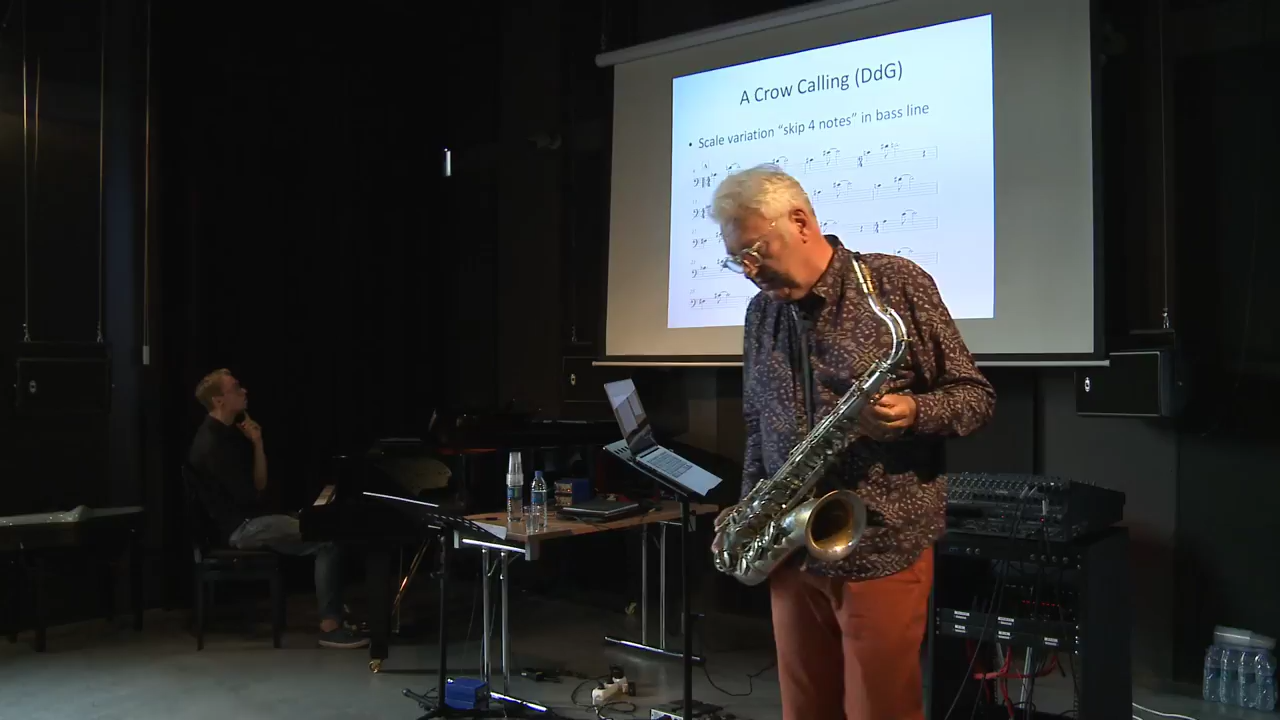 A Crow Calling (DdG)
• Scale variation “skip 4 notes” in bass line